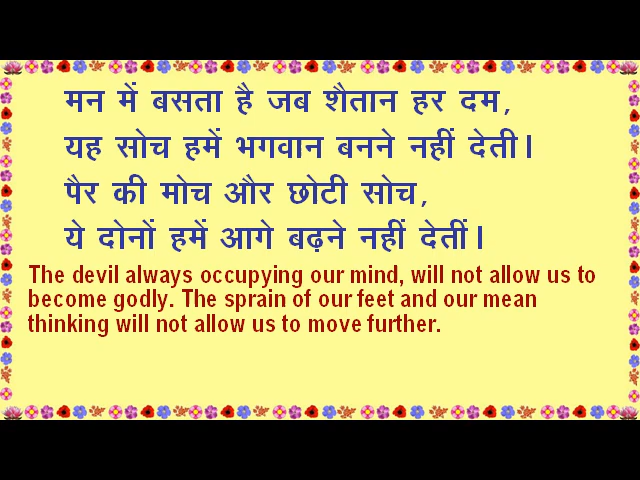 मन में बसता है जब शैतान हर दम,
यह सोच हमें भगवान बनने नहीं देती।
पैर की मोच और छोटी सोच,
ये दोनों हमें आगे बढ़ने नहीं देतीं।
The devil always occupying our mind, will not allow us to
become godly. The sprain of our feet and our mean
thinking will not allow us to move further.